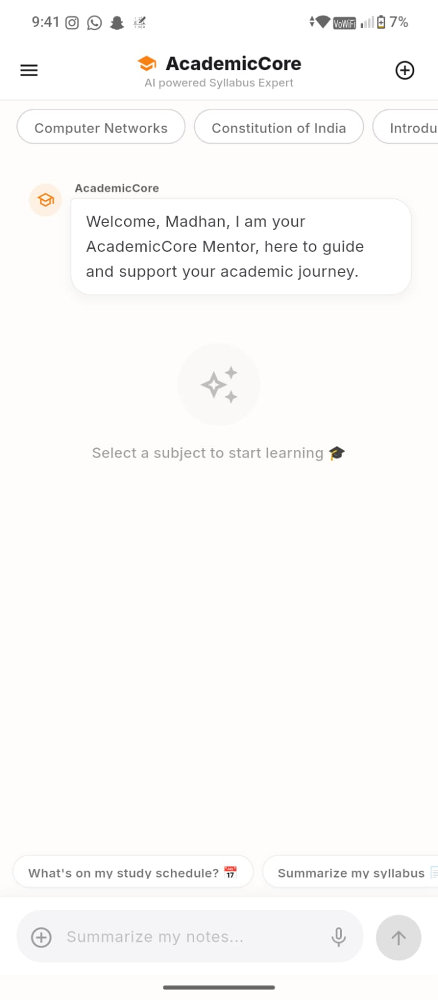 9:41 VoWiFi 7%
AcademicCore
AI powered Syllabus Expert
Computer Networks Constitution of India Introdu
AcademicCore
Welcome, Madhan, I am your
AcademicCore Mentor, here to guide
and support your academic journey.
Select a subject to start learning 🎓
What's on my study schedule? 📅 Summarize my syllabus
Summarize my notes...